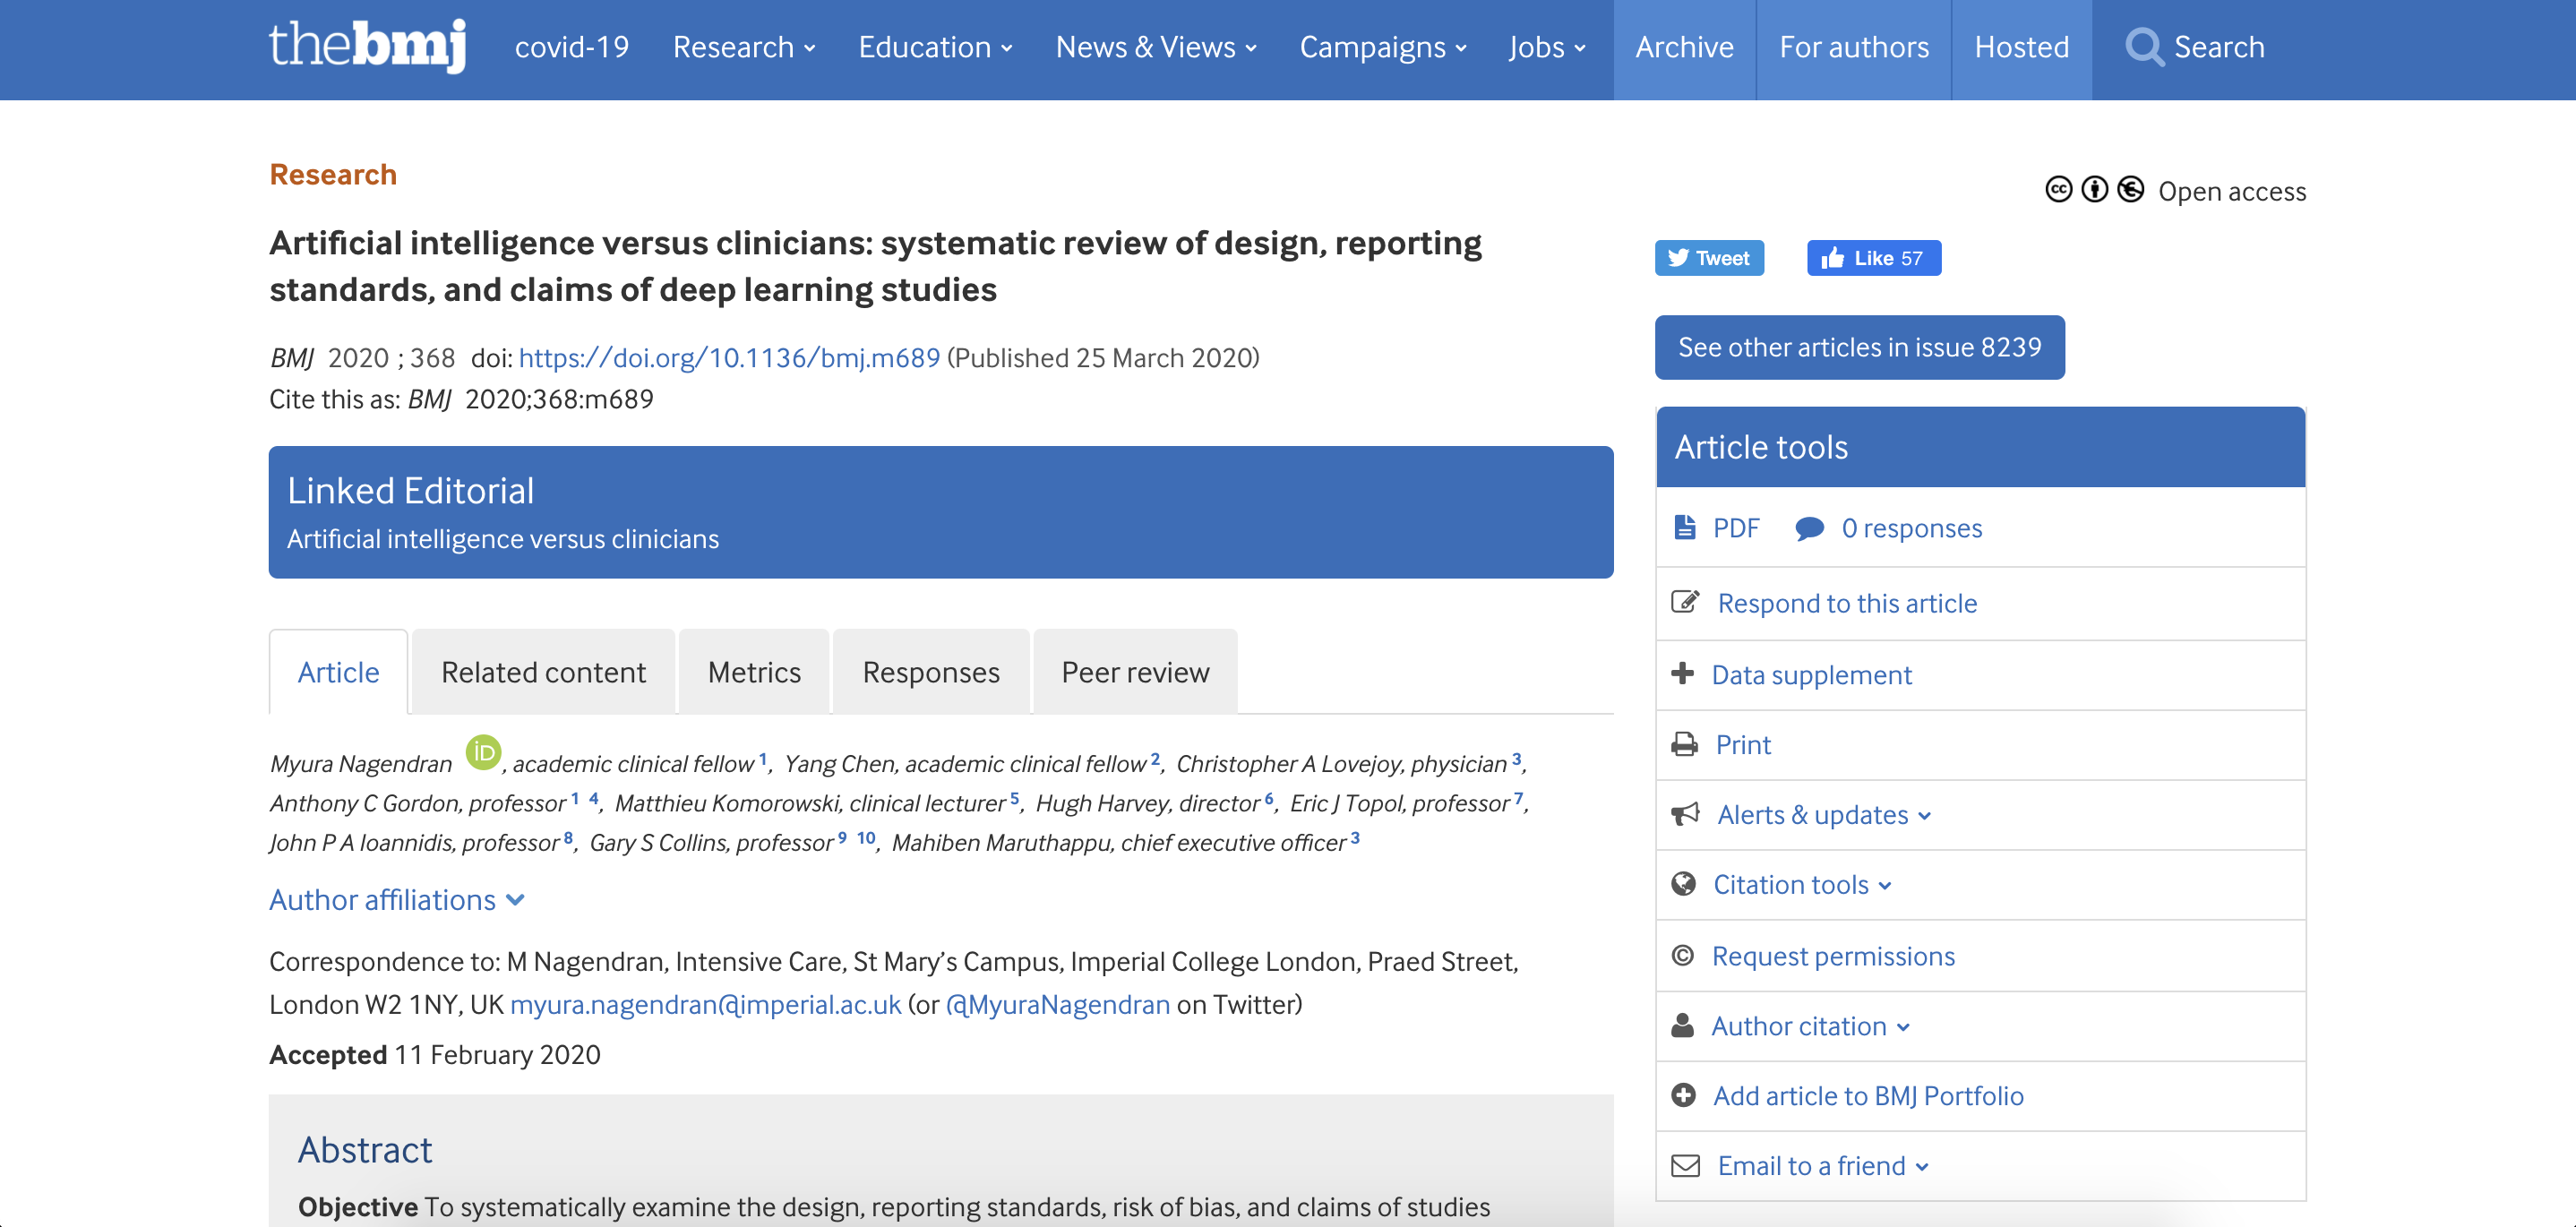 thebmj covid-19 Research Education News & Views Campaigns Jobs Archive For authors Hosted Search
Research
Artificial intelligence versus clinicians: systematic review of design, reporting
standards, and claims of deep learning studies
BMJ 2020 ; 368 doi: https://doi.org/10.1136/bmj.m689 (Published 25 March 2020)
Cite this as: BMJ 2020;368:m689
Linked Editorial
Artificial intelligence versus clinicians
Article Related content Metrics Responses Peer review
Myura Nagendran iD, academic clinical fellow 1, Yang Chen, academic clinical fellow 2, Christopher A Lovejoy, physician 3,
Anthony C Gordon, professor 1 4, Matthieu Komorowski, clinical lecturer 5, Hugh Harvey, director 6, Eric J Topol, professor 7,
John P A Ioannidis, professor 8, Gary S Collins, professor 9 10, Mahiben Maruthappu, chief executive officer 3
Author affiliations
Correspondence to: M Nagendran, Intensive Care, St Mary’s Campus, Imperial College London, Praed Street,
London W2 1NY, UK myura.nagendran@imperial.ac.uk (or @MyuraNagendran on Twitter)
Accepted 11 February 2020
Abstract
Objective To systematically examine the design, reporting standards, risk of bias, and claims of studies
cc Open access
Tweet Like 57
See other articles in issue 8239
Article tools
PDF 0 responses
Respond to this article
Data supplement
Print
Alerts & updates
Citation tools
© Request permissions
Author citation
Add article to BMJ Portfolio
Email to a friend